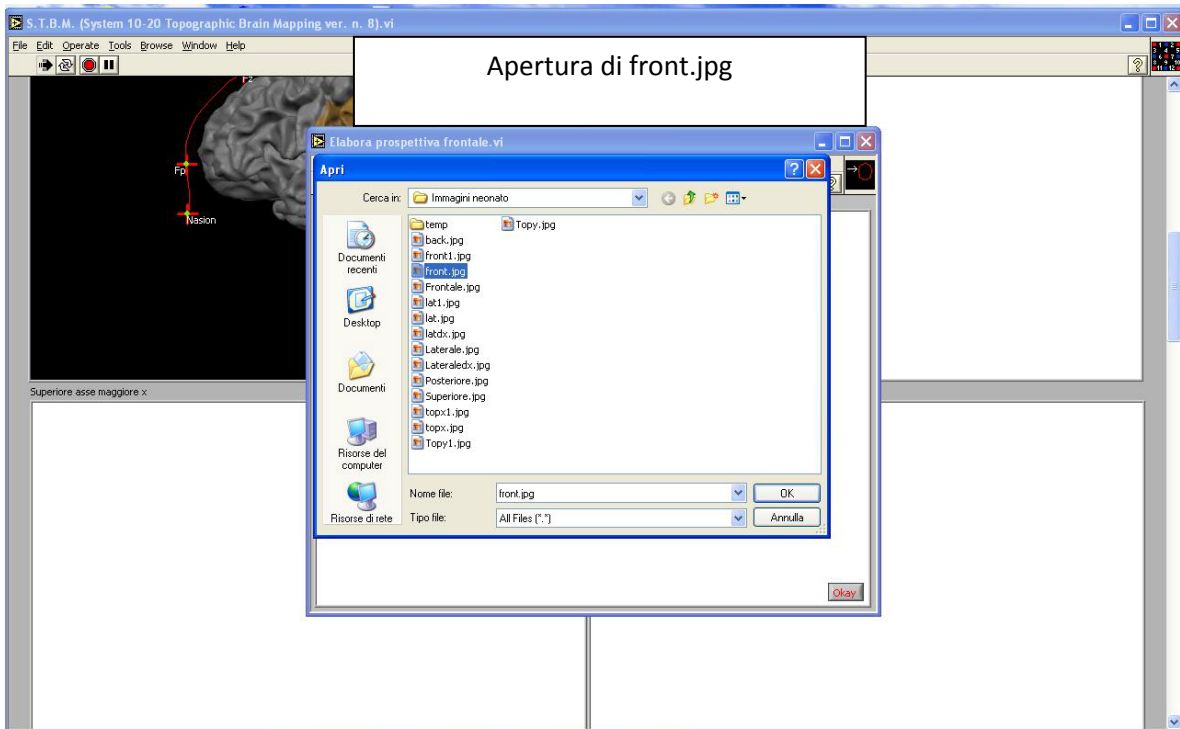 S.T.B.M. (System 10-20 Topographic Brain Mapping ver. n. 8).vi
File Edit Operate Tools Browse Window Help
Apertura di front.jpg
Fz
Fp
Nasion
Elabora prospettiva frontale.vi
Apri
Cerca in:
Immagini neonato
Documenti recenti
Desktop
Documenti
Risorse del computer
Risorse di rete
temp
back.jpg
front1.jpg
front.jpg
Frontale.jpg
lat1.jpg
lat.jpg
latdx.jpg
Laterale.jpg
Lateraledx.jpg
Posteriore.jpg
Superiore.jpg
topx1.jpg
topx.jpg
Topy1.jpg
Topy.jpg
Nome file:
front.jpg
OK
Tipo file:
All Files (*.*)
Annulla
Okay
Superiore asse maggiore x